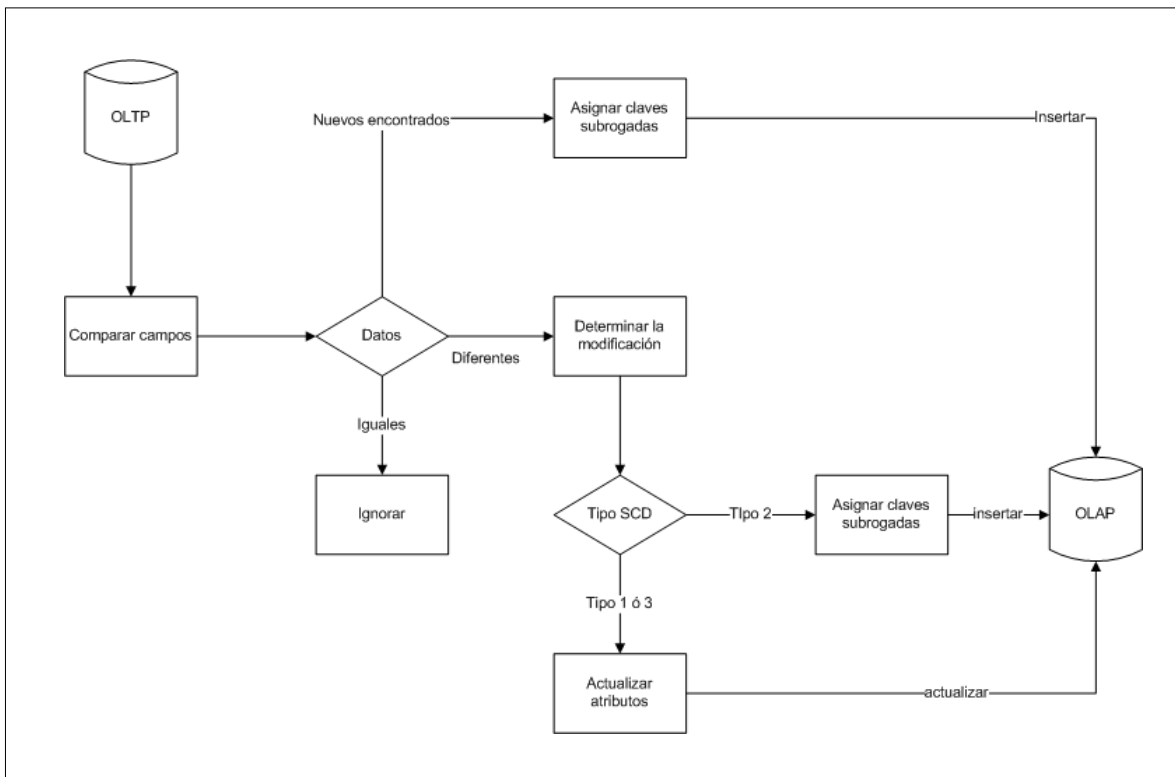 OLTP
Nuevos encontrados
Asignar claves
subrogadas
Insertar
Comparar campos
Datos
Diferentes
Determinar la
modificación
Iguales
Ignorar
Tipo SCD
TIpo 2
Asignar claves
subrogadas
insertar
OLAP
Tipo 1 ó 3
Actualizar
atributos
actualizar